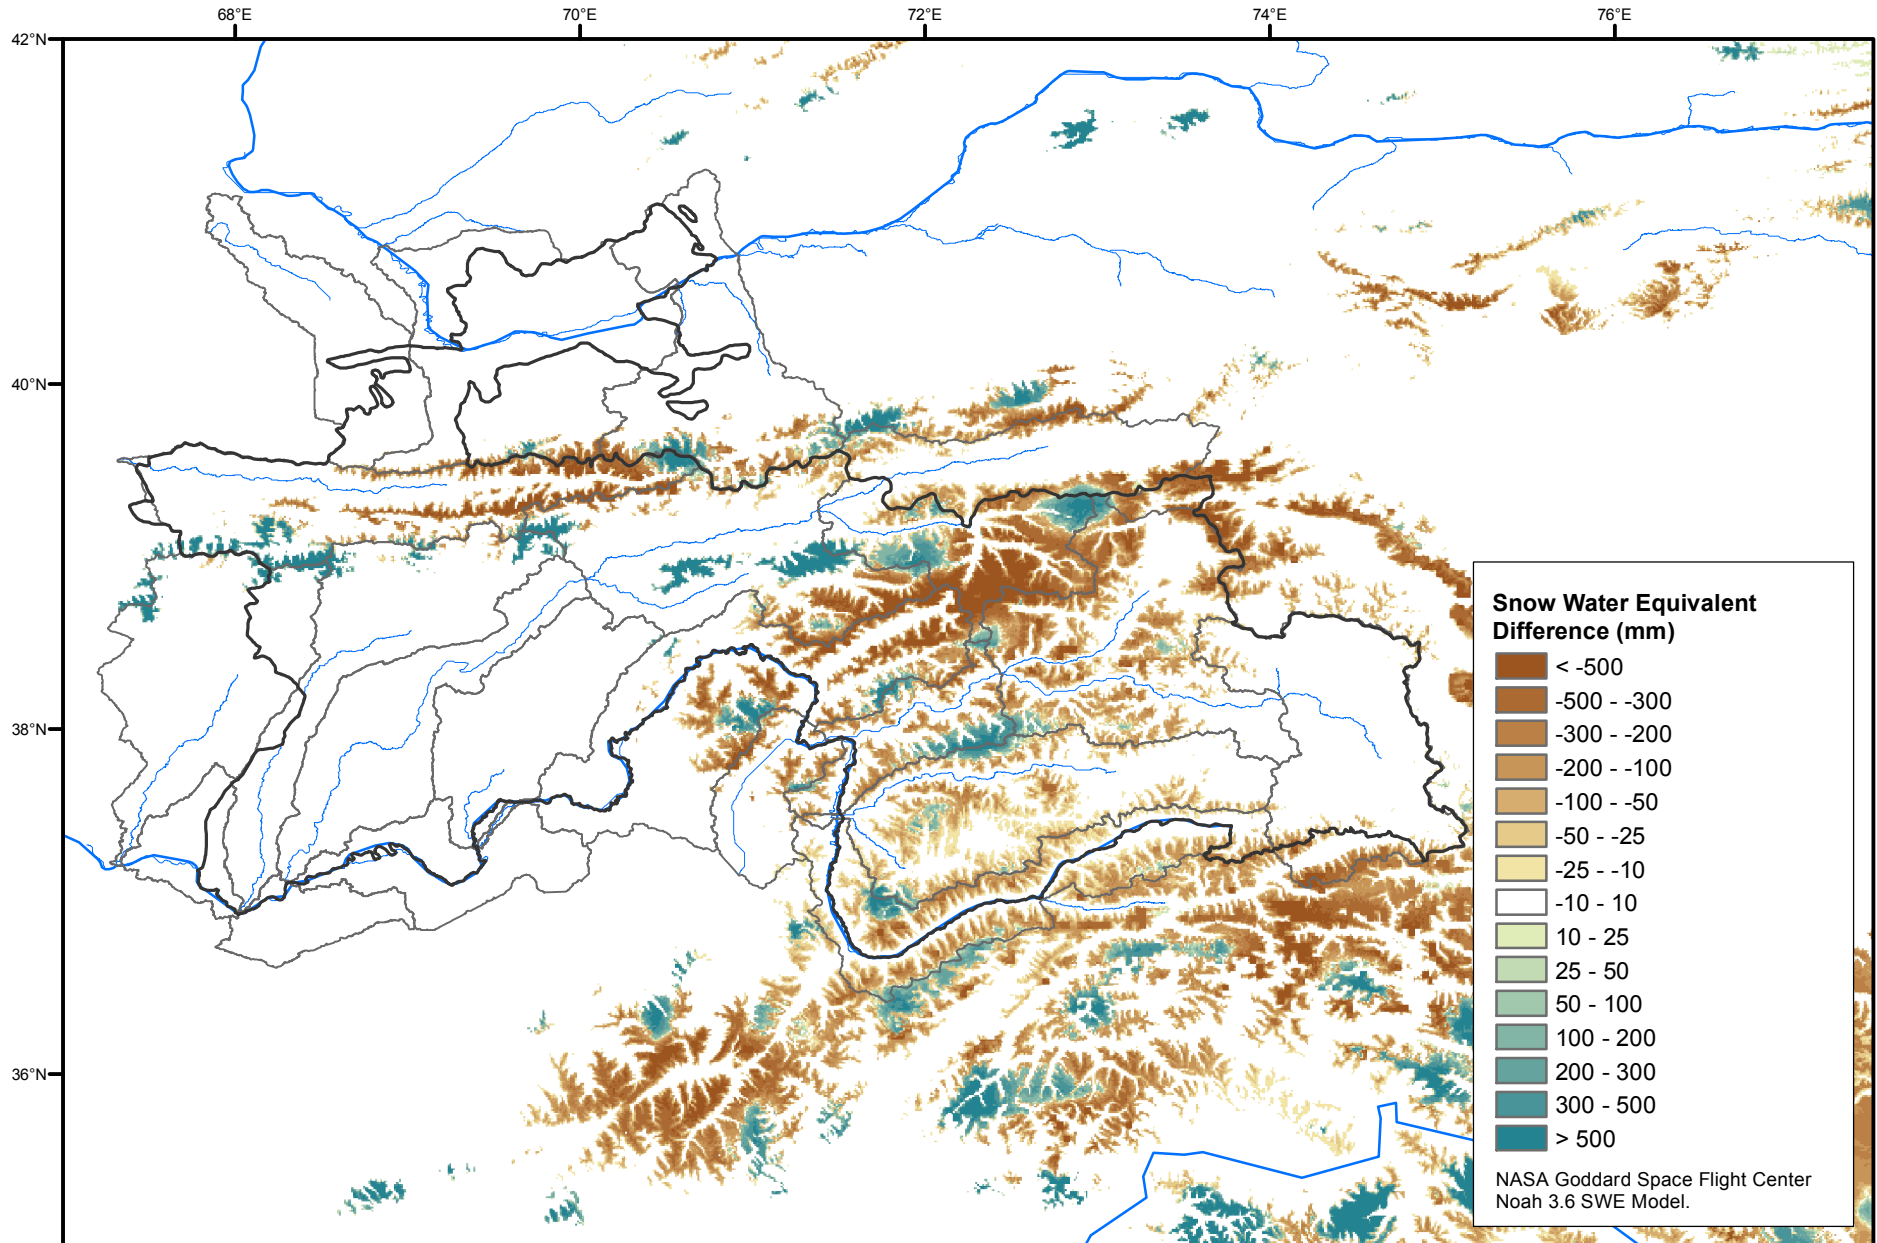 68°E 70°E 72°E 74°E 76°E
42°N
40°N
38°N
36°N
Snow Water Equivalent
Difference (mm)
< -500
-500 - -300
-300 - -200
-200 - -100
-100 - -50
-50 - -25
-25 - -10
-10 - 10
10 - 25
25 - 50
50 - 100
100 - 200
200 - 300
300 - 500
> 500
NASA Goddard Space Flight Center
Noah 3.6 SWE Model.